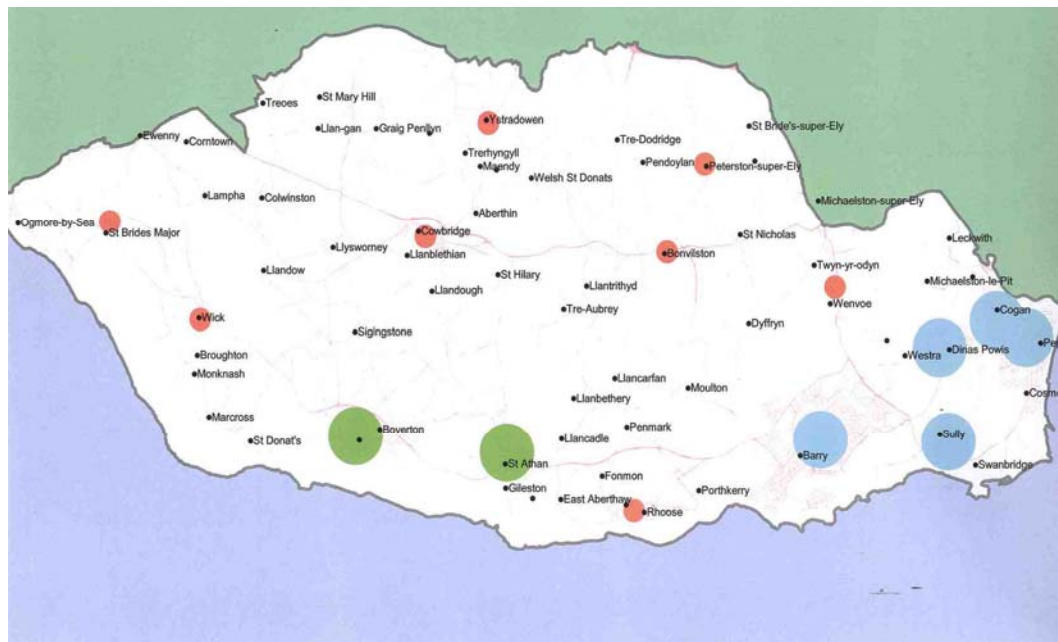 St Mary Hill
Treoes
Ystradowen
Llan-gan
Graig Penllyn
St Bride's-super-Ely
Ewenny
Corntown
Tre-Dodridge
Trerhyngyll
Pendoylan
Peterston-super-Ely
Maendy
Welsh St Donats
Lampha
Colwinston
Michaelston-super-Ely
Aberthin
Ogmore-by-Sea
St Brides Major
Cowbridge
St Nicholas
Leckwith
Llysworney
Llanblethian
Bonvilston
Twyn-yr-odyn
Llandow
St Hilary
Michaelston-le-Pit
Llandough
Llantrithyd
Wenvoe
Tre-Aubrey
Cogan
Wick
Dyffryn
Sigingstone
Pe
Dinas Powis
Broughton
Westra
Monknash
Llancarfan
Moulton
Cosme
Llanbethery
Marcross
Penmark
Boverton
Sully
St Donat's
Llancadle
Barry
St Athan
Swanbridge
Fonmon
Gileston
Porthkerry
East Aberthaw
Rhoose